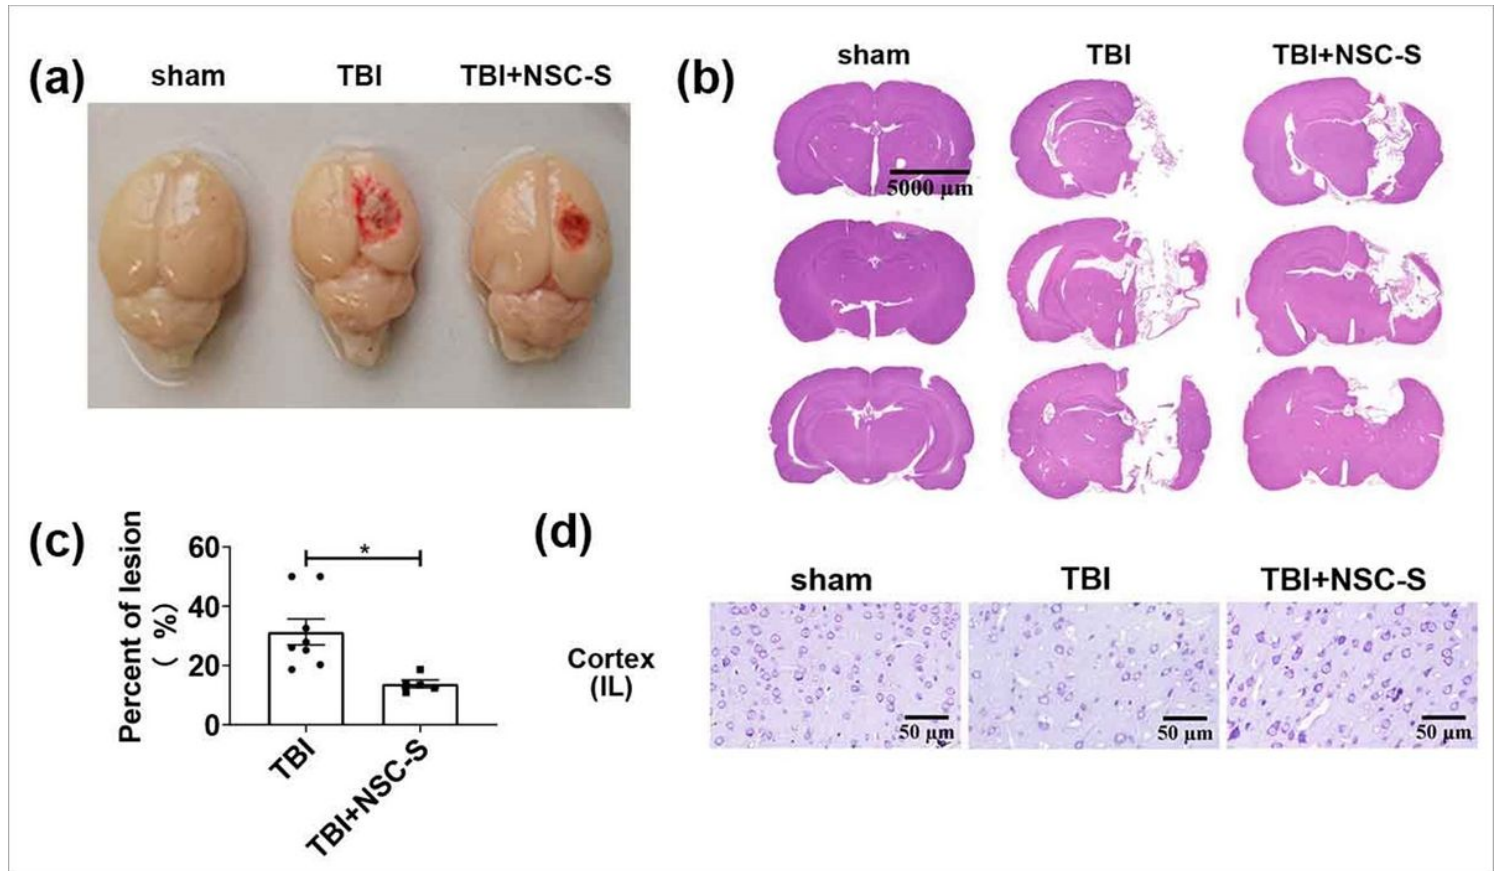 (a)
sham TBI TBI+NSC-S
(b)
sham TBI TBI+NSC-S
5000 µm
(c)
Percent of lesion
( %)
60
40
20
0
*
TBI
TBI+NSC-S
(d)
sham TBI TBI+NSC-S
Cortex
(IL)
50 µm 50 µm 50 µm